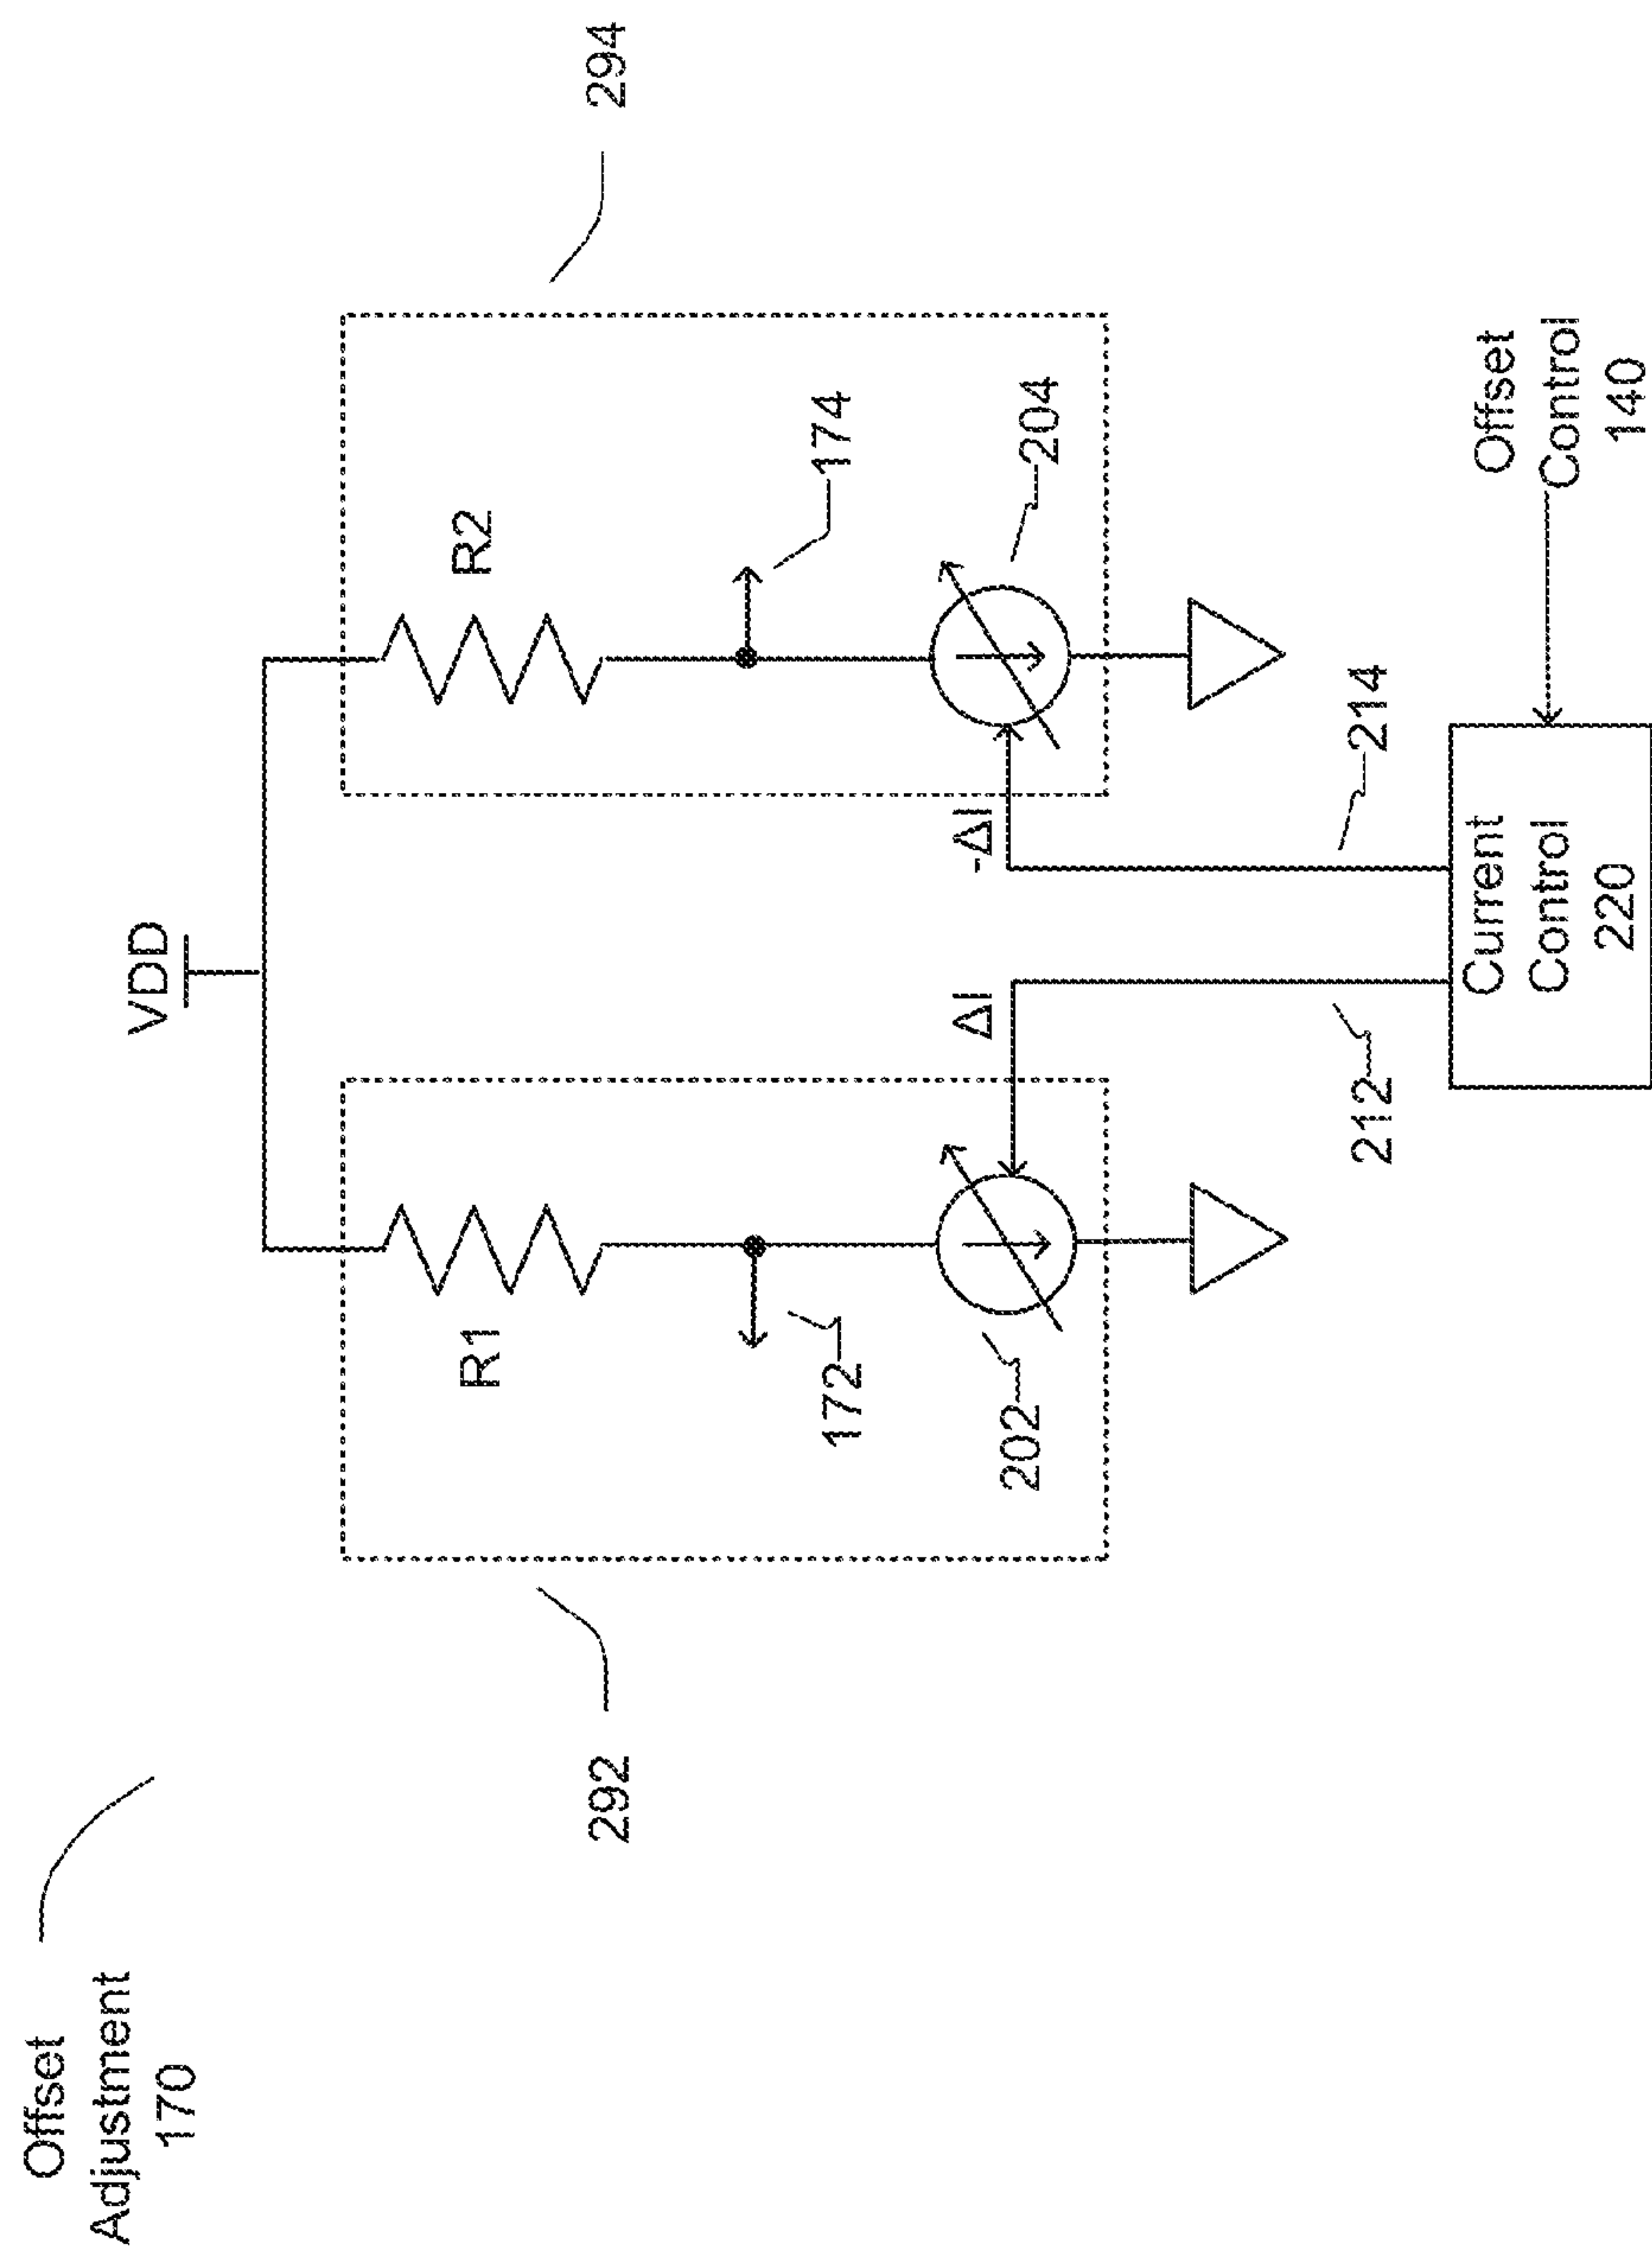 Offset
Adjustment
170
VDD
R1
R2
292
294
172
174
202
204
ΔI
-ΔI
212
214
Current
Control
220
Offset
Control
140